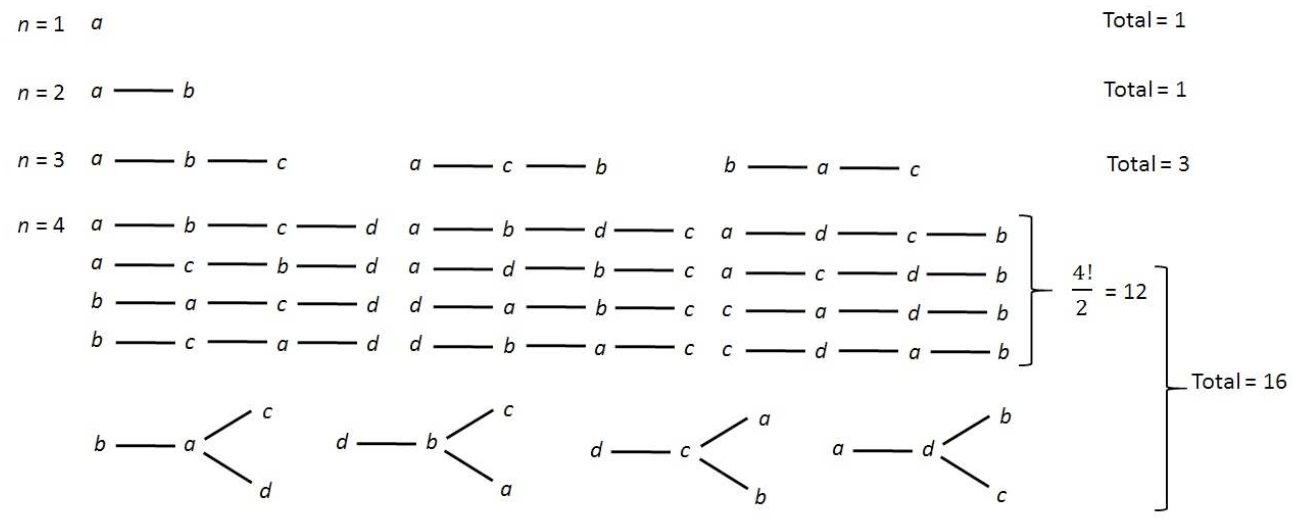 n = 1 a Total = 1
n = 2 a b Total = 1
n = 3 a b c a c b b a c Total = 3
n = 4 a b c d a b d c a d c b
a c b d a d b c a c d b
b a c d d a b c c a d b
b c a d d b a c c d a b
4!/2 = 12
Total = 16
b a c d
d b c a
d c a b
a d b c